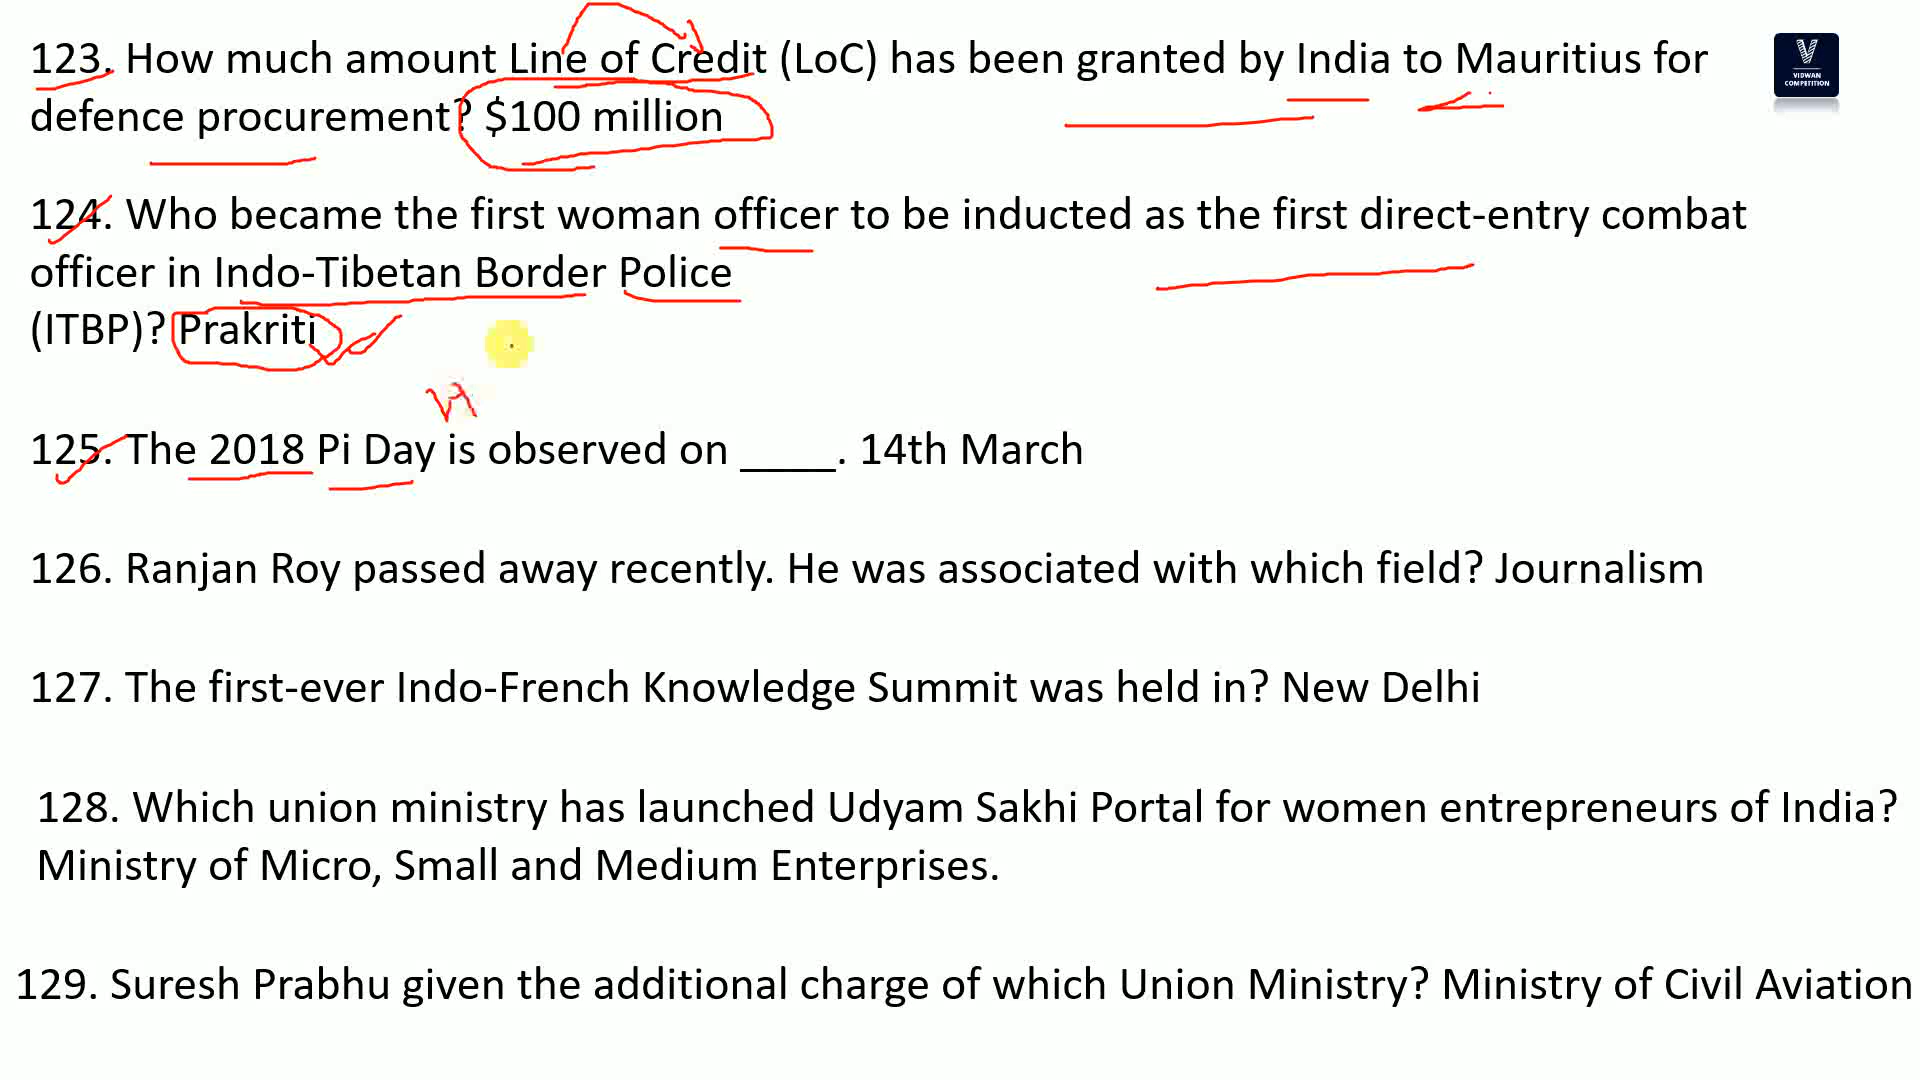 123. How much amount Line of Credit (LoC) has been granted by India to Mauritius for
defence procurement? $100 million
VIDWAN
COMPETITION
124. Who became the first woman officer to be inducted as the first direct-entry combat
officer in Indo-Tibetan Border Police
(ITBP)? Prakriti
125. The 2018 Pi Day is observed on ____. 14th March
126. Ranjan Roy passed away recently. He was associated with which field? Journalism
127. The first-ever Indo-French Knowledge Summit was held in? New Delhi
128. Which union ministry has launched Udyam Sakhi Portal for women entrepreneurs of India?
Ministry of Micro, Small and Medium Enterprises.
129. Suresh Prabhu given the additional charge of which Union Ministry? Ministry of Civil Aviation